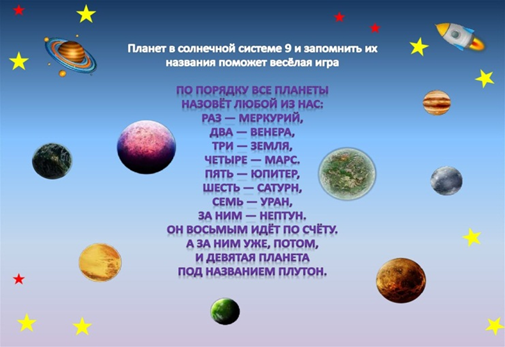 Планет в солнечной системе 9 и запомнить их
названия поможет весёлая игра
ПО ПОРЯДКУ ВСЕ ПЛАНЕТЫ
НАЗОВЁТ ЛЮБОЙ ИЗ НАС:
РАЗ — МЕРКУРИЙ,
ДВА — ВЕНЕРА,
ТРИ — ЗЕМЛЯ,
ЧЕТЫРЕ — МАРС.
ПЯТЬ — ЮПИТЕР,
ШЕСТЬ — САТУРН,
СЕМЬ — УРАН,
ЗА НИМ — НЕПТУН.
ОН ВОСЬМЫМ ИДЁТ ПО СЧЁТУ.
А ЗА НИМ УЖЕ, ПОТОМ,
И ДЕВЯТАЯ ПЛАНЕТА
ПОД НАЗВАНИЕМ ПЛУТОН.